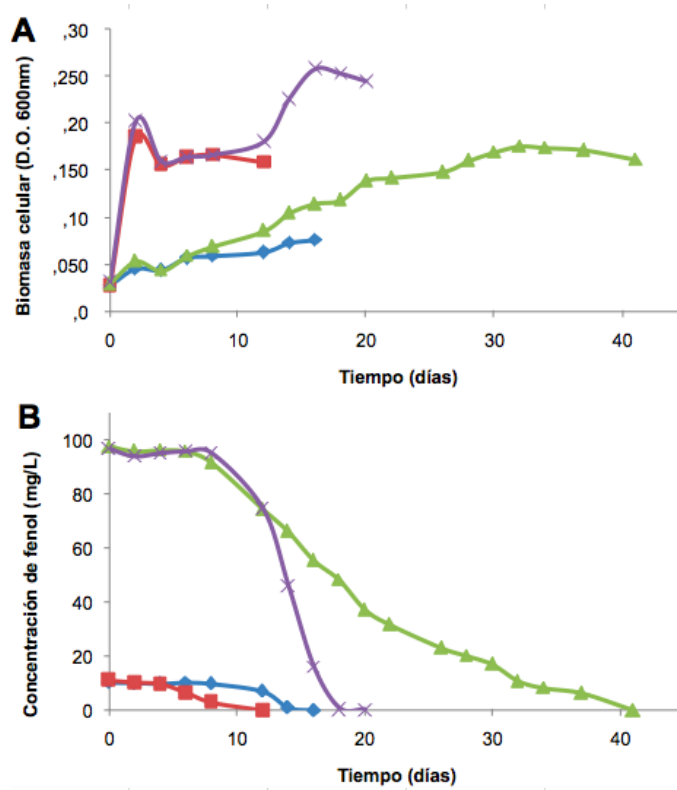 A
,30
,250
,20
,150
,10
,050
,0
Biomasa celular (D.O. 600nm)
0 10 20 30 40
Tiempo (días)
B
100
80
60
40
20
0
Concentración de fenol (mg/L)
0 10 20 30 40
Tiempo (días)